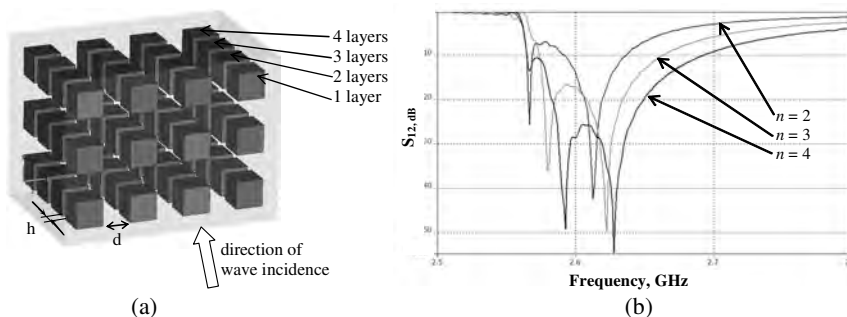 4 layers
3 layers
2 layers
1 layer
h
d
direction of
wave incidence
(a)
S12, dB
10
20
30
40
50
2.5
2.6
2.7
n = 2
n = 3
n = 4
Frequency, GHz
(b)